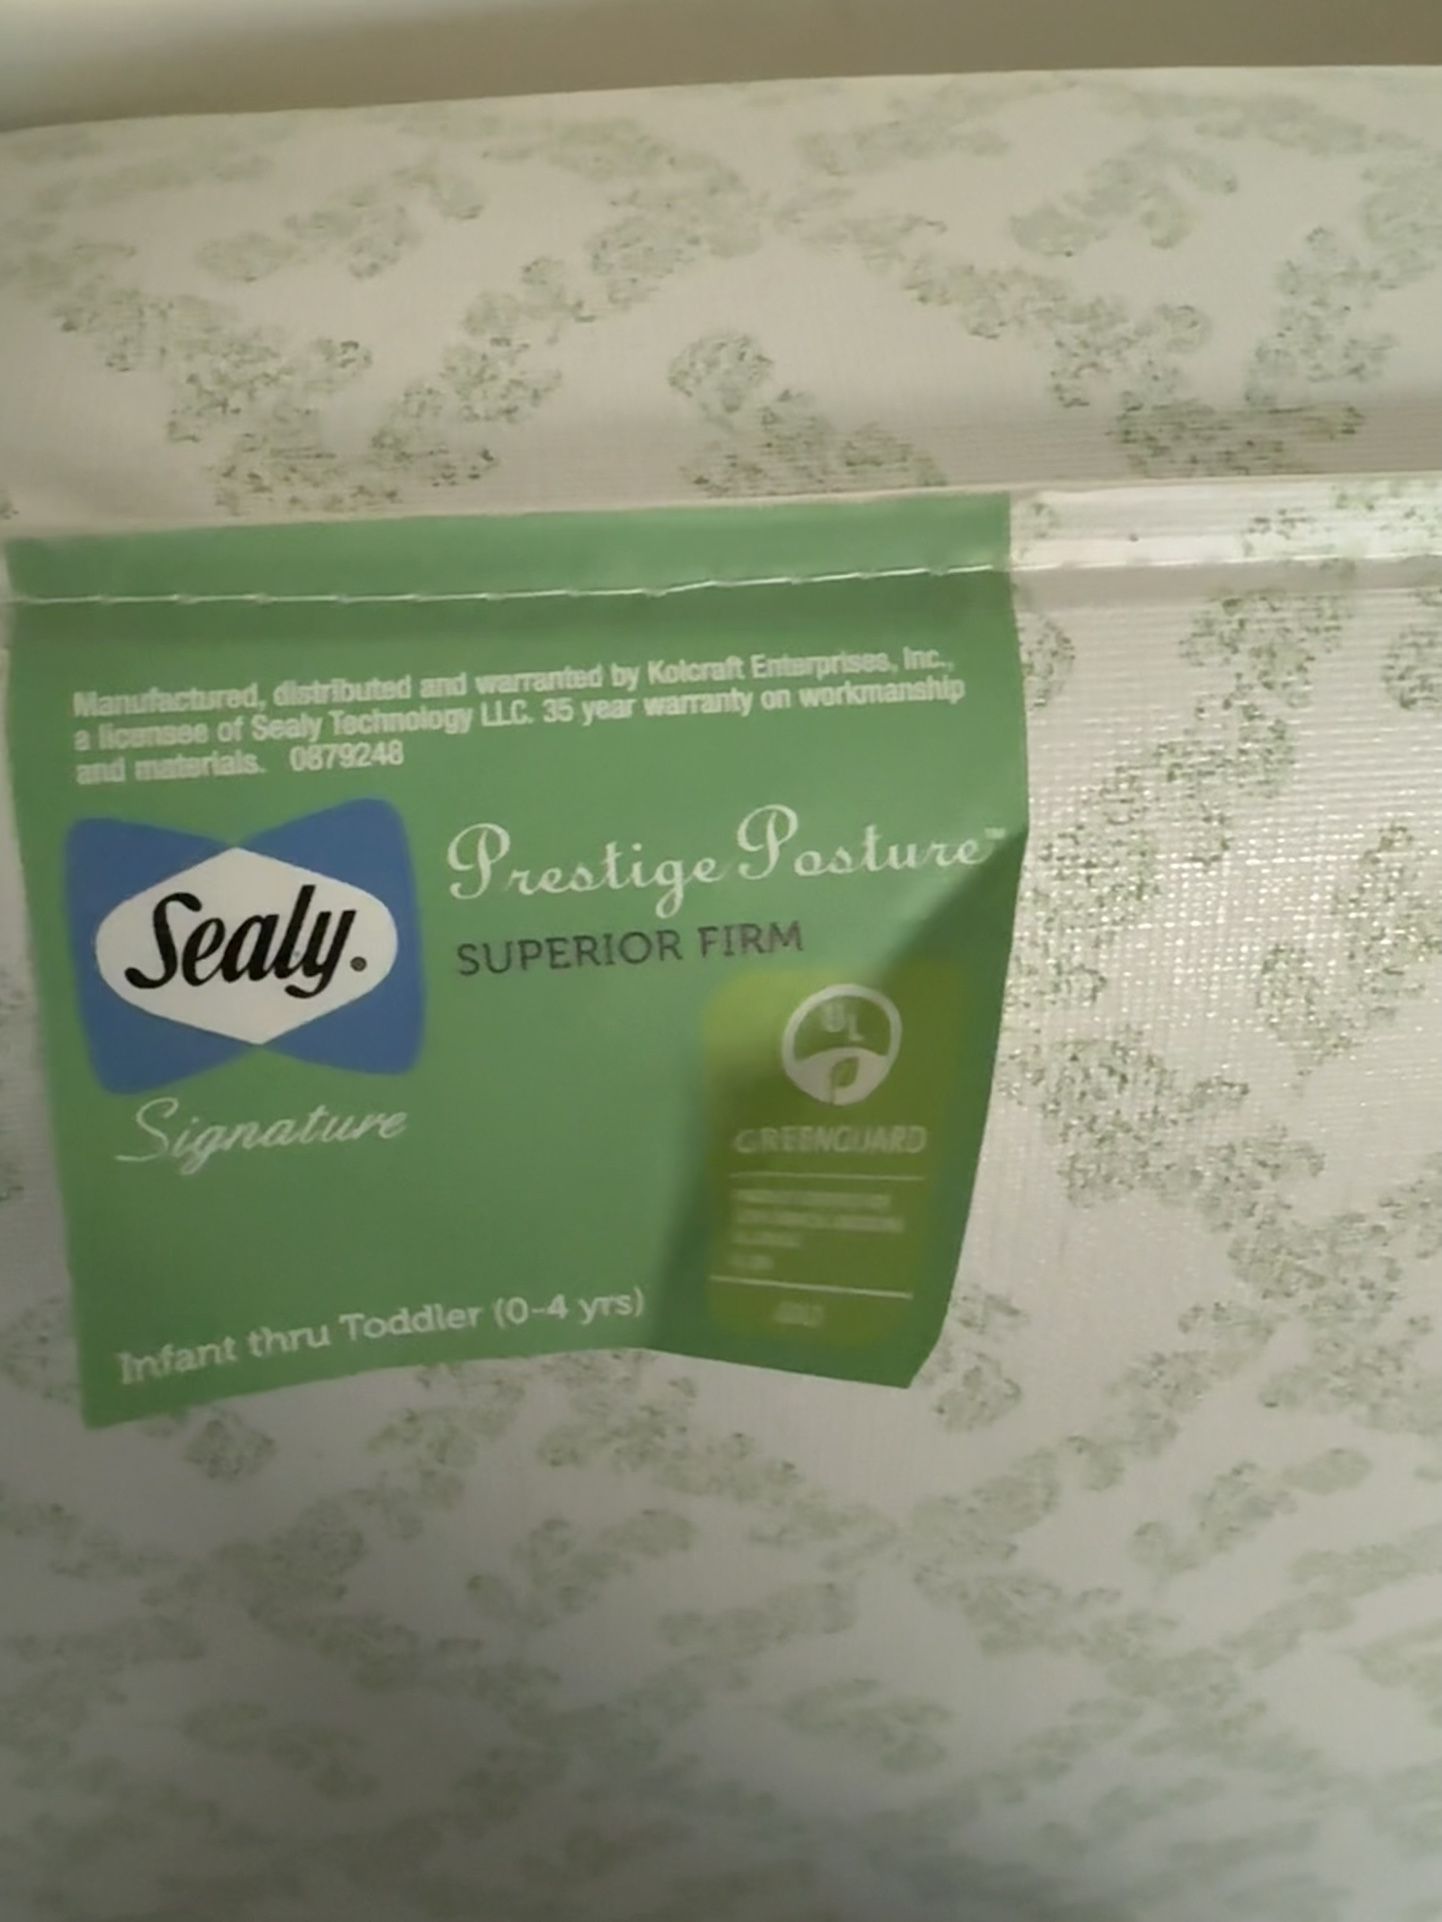 Manufactured, distributed and warranted by Kolcraft Enterprises, Inc.,
a licensee of Sealy Technology LLC. 35 year warranty on workmanship
and materials. 0879248
Sealy®
Signature
Prestige Posture™
SUPERIOR FIRM
UL
GREENGUARD
Infant thru Toddler (0-4 yrs)